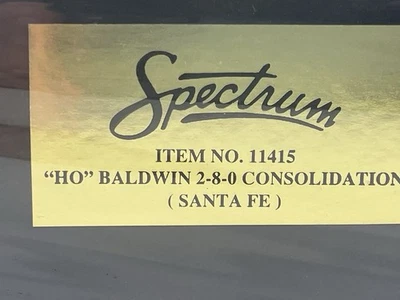 Spectrum
ITEM NO. 11415
“HO” BALDWIN 2-8-0 CONSOLIDATION
( SANTA FE )